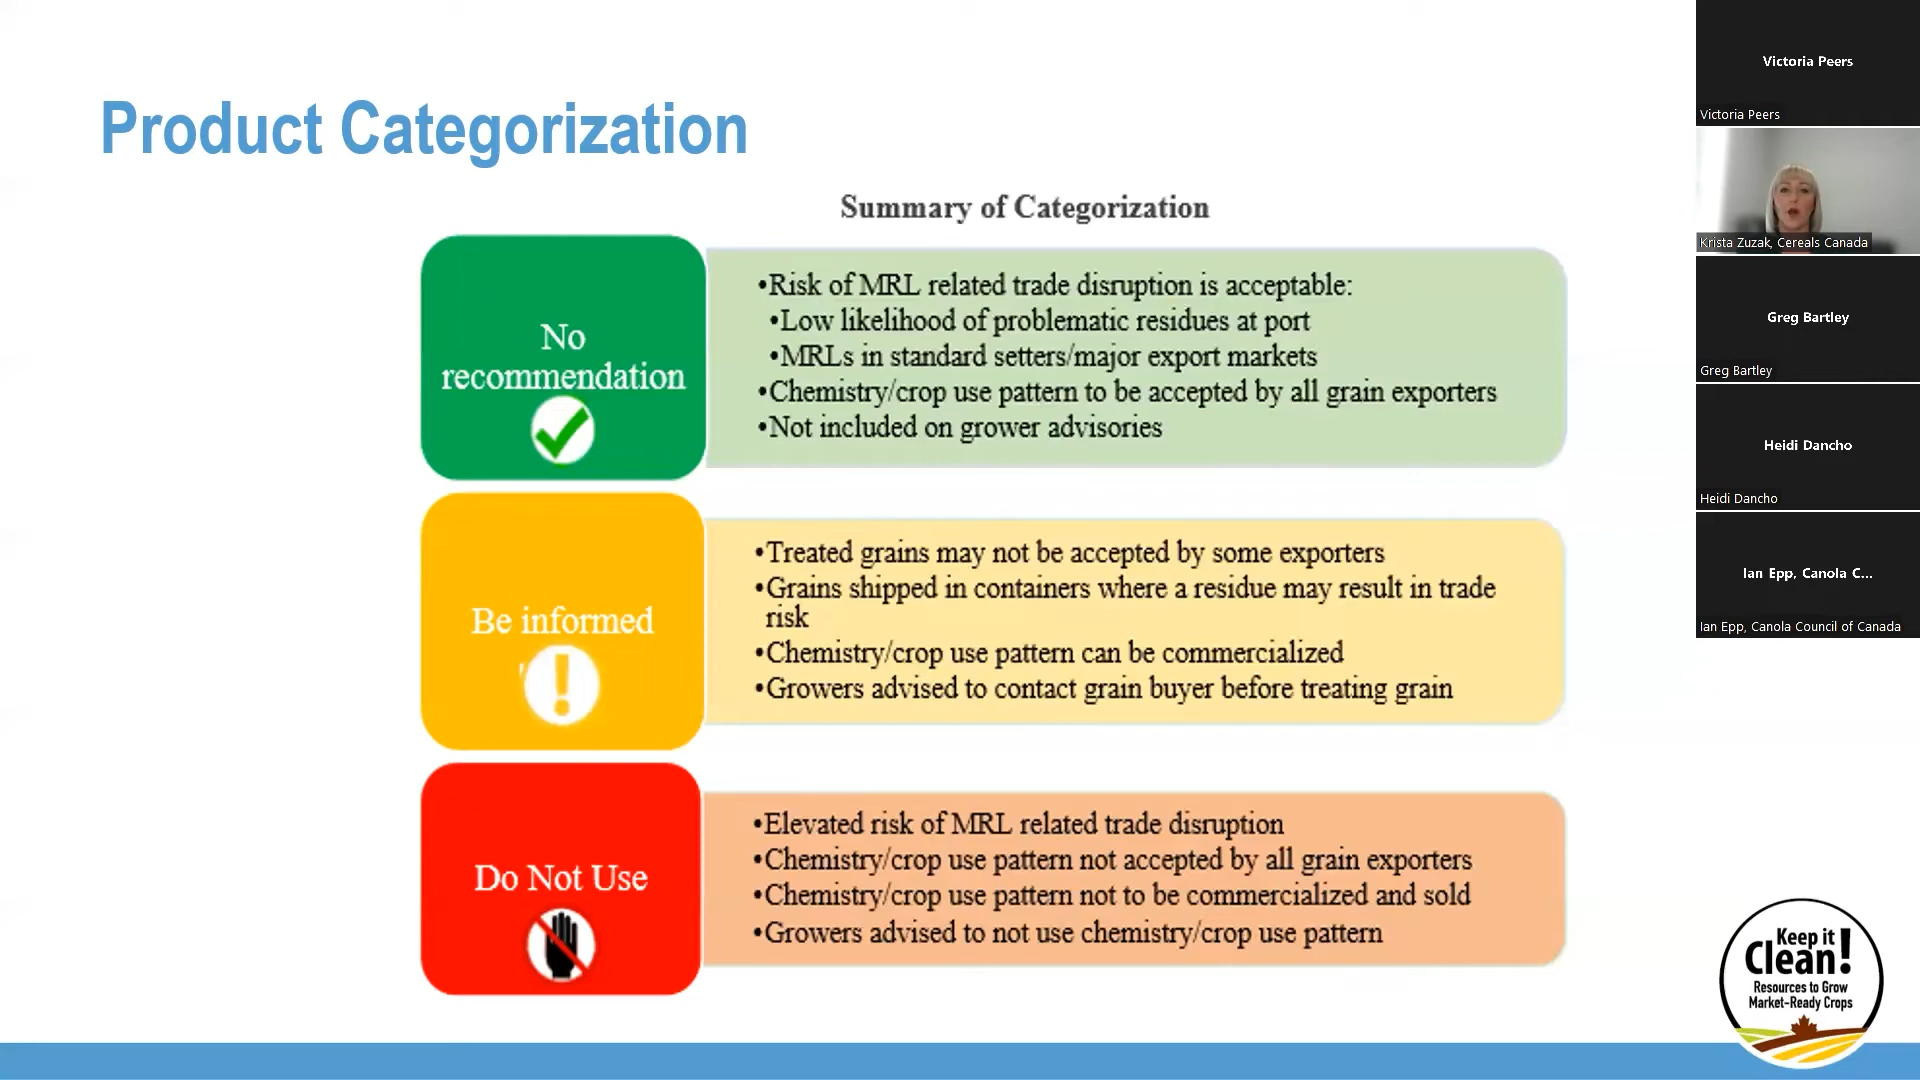 Product Categorization
Summary of Categorization
No
recommendation
•Risk of MRL related trade disruption is acceptable:
•Low likelihood of problematic residues at port
•MRLs in standard setters/major export markets
•Chemistry/crop use pattern to be accepted by all grain exporters
•Not included on grower advisories
Be informed
•Treated grains may not be accepted by some exporters
•Grains shipped in containers where a residue may result in trade
risk
•Chemistry/crop use pattern can be commercialized
•Growers advised to contact grain buyer before treating grain
Do Not Use
•Elevated risk of MRL related trade disruption
•Chemistry/crop use pattern not accepted by all grain exporters
•Chemistry/crop use pattern not to be commercialized and sold
•Growers advised to not use chemistry/crop use pattern
Victoria Peers
Victoria Peers
Krista Zuzak, Cereals Canada
Greg Bartley
Greg Bartley
Heidi Dancho
Heidi Dancho
Ian Epp, Canola C...
Ian Epp, Canola Council of Canada
Keep it
Clean!
Resources to Grow
Market-Ready Crops